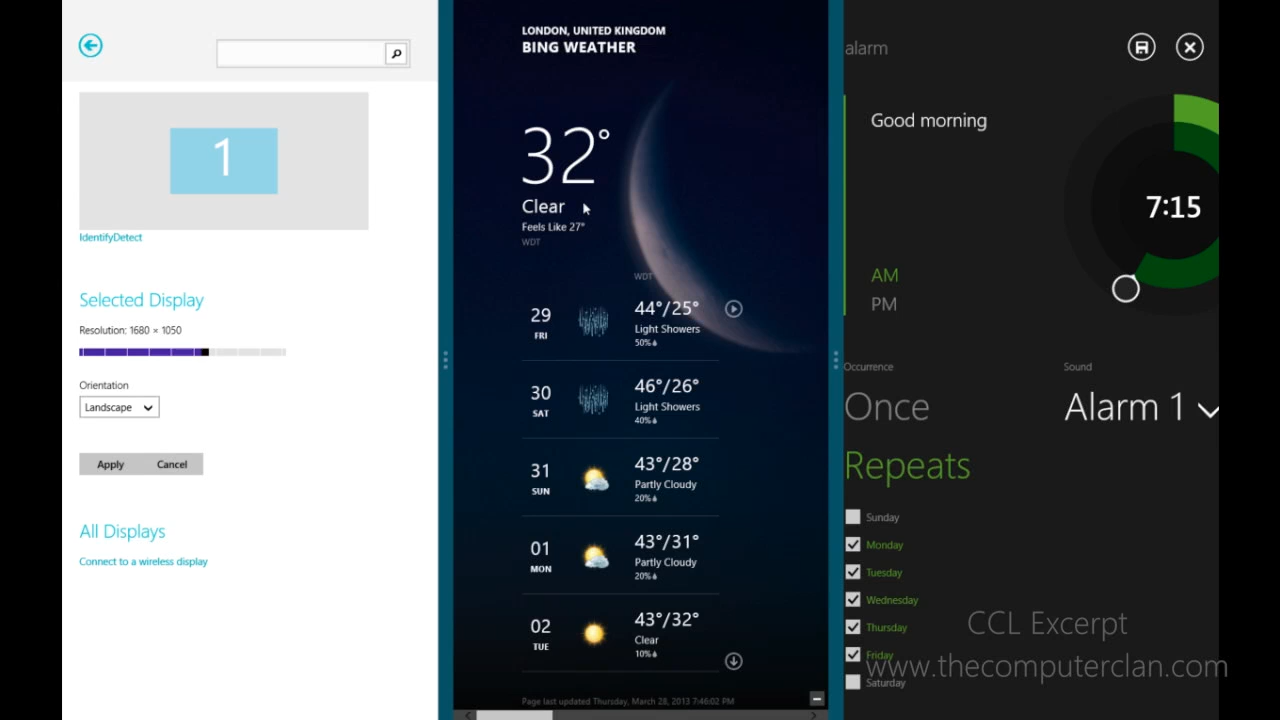 1
IdentifyDetect
Selected Display
Resolution: 1680 × 1050
Orientation
Landscape
Apply Cancel
All Displays
Connect to a wireless display
LONDON, UNITED KINGDOM
BING WEATHER
32°
Clear
Feels Like 27°
WDT
WDT
29 FRI 44°/25° Light Showers 50%
30 SAT 46°/26° Light Showers 40%
31 SUN 43°/28° Partly Cloudy 20%
01 MON 43°/31° Partly Cloudy 20%
02 TUE 43°/32° Clear 10%
Page last updated Thursday, March 28, 2013 7:46:02 PM
alarm
Good morning
7:15
AM
PM
Occurrence Sound
Once Alarm 1
Repeats
Sunday
Monday
Tuesday
Wednesday
Thursday
Friday
Saturday
CCL Excerpt
www.thecomputerclan.com